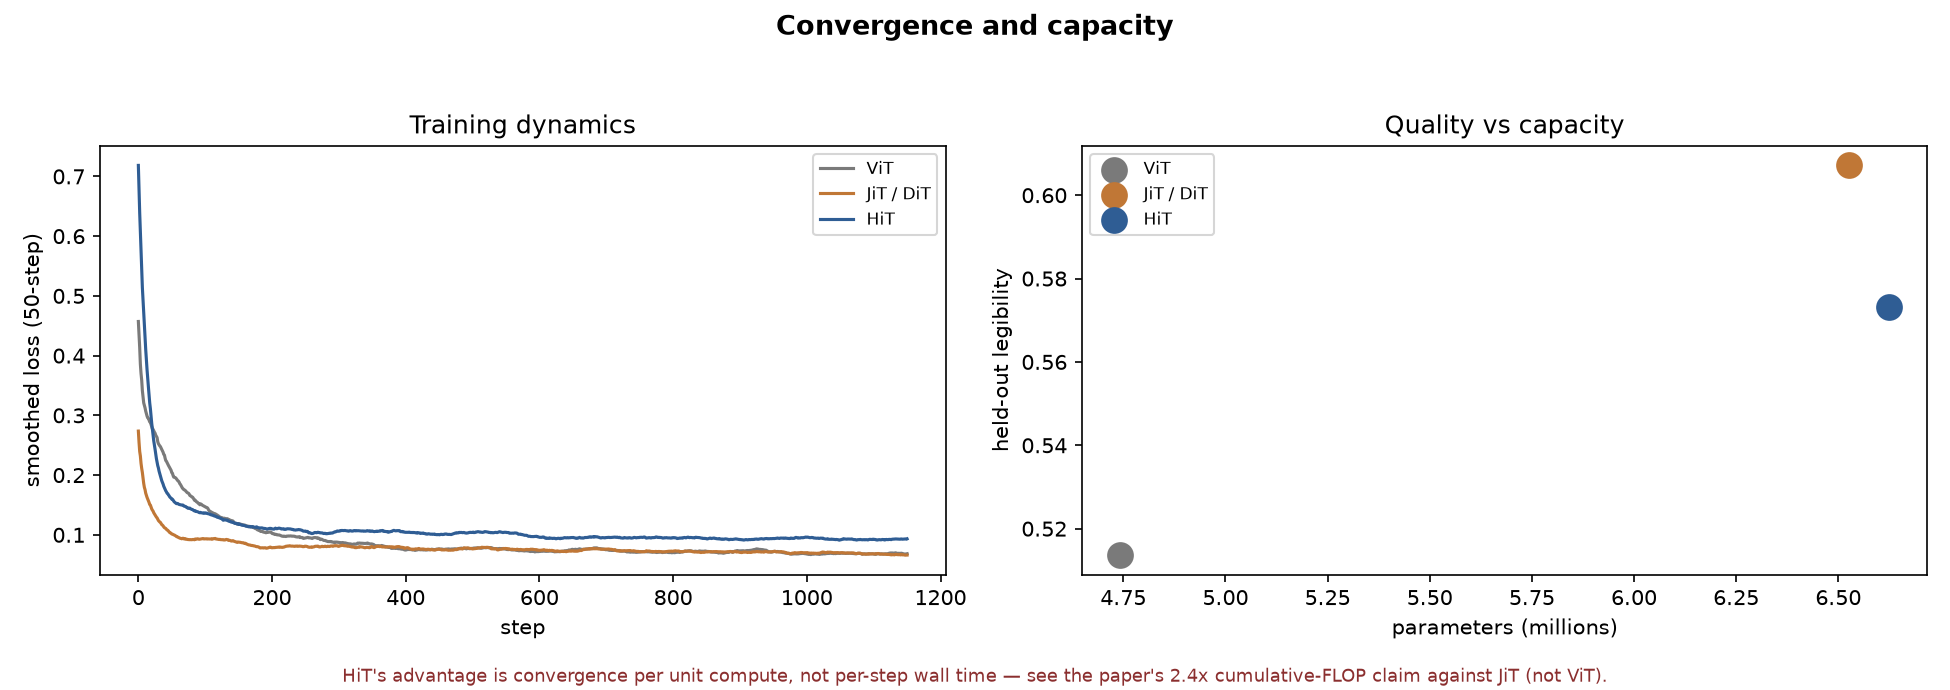 Convergence and capacity
Training dynamics
smoothed loss (50-step)
0.7
0.6
0.5
0.4
0.3
0.2
0.1
0
200
400
600
800
1000
1200
step
ViT
JiT / DiT
HiT
Quality vs capacity
held-out legibility
0.60
0.58
0.56
0.54
0.52
4.75
5.00
5.25
5.50
5.75
6.00
6.25
6.50
parameters (millions)
ViT
JiT / DiT
HiT
HiT's advantage is convergence per unit compute, not per-step wall time — see the paper's 2.4x cumulative-FLOP claim against JiT (not ViT).